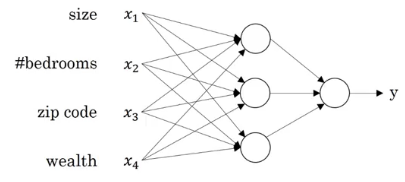 size x₁
#bedrooms x₂
y
zip code x₃
wealth x₄